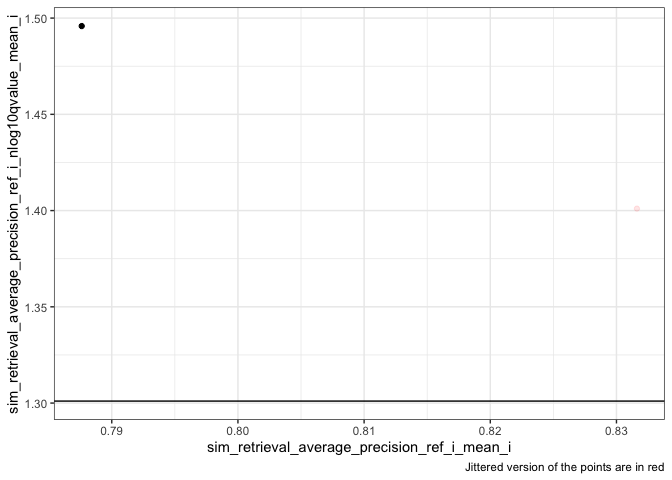 sim_retrieval_average_precision_ref_i_nlog10qvalue_mean_i
1.50
1.45
1.40
1.35
1.30
0.79 0.80 0.81 0.82 0.83
sim_retrieval_average_precision_ref_i_mean_i
Jittered version of the points are in red